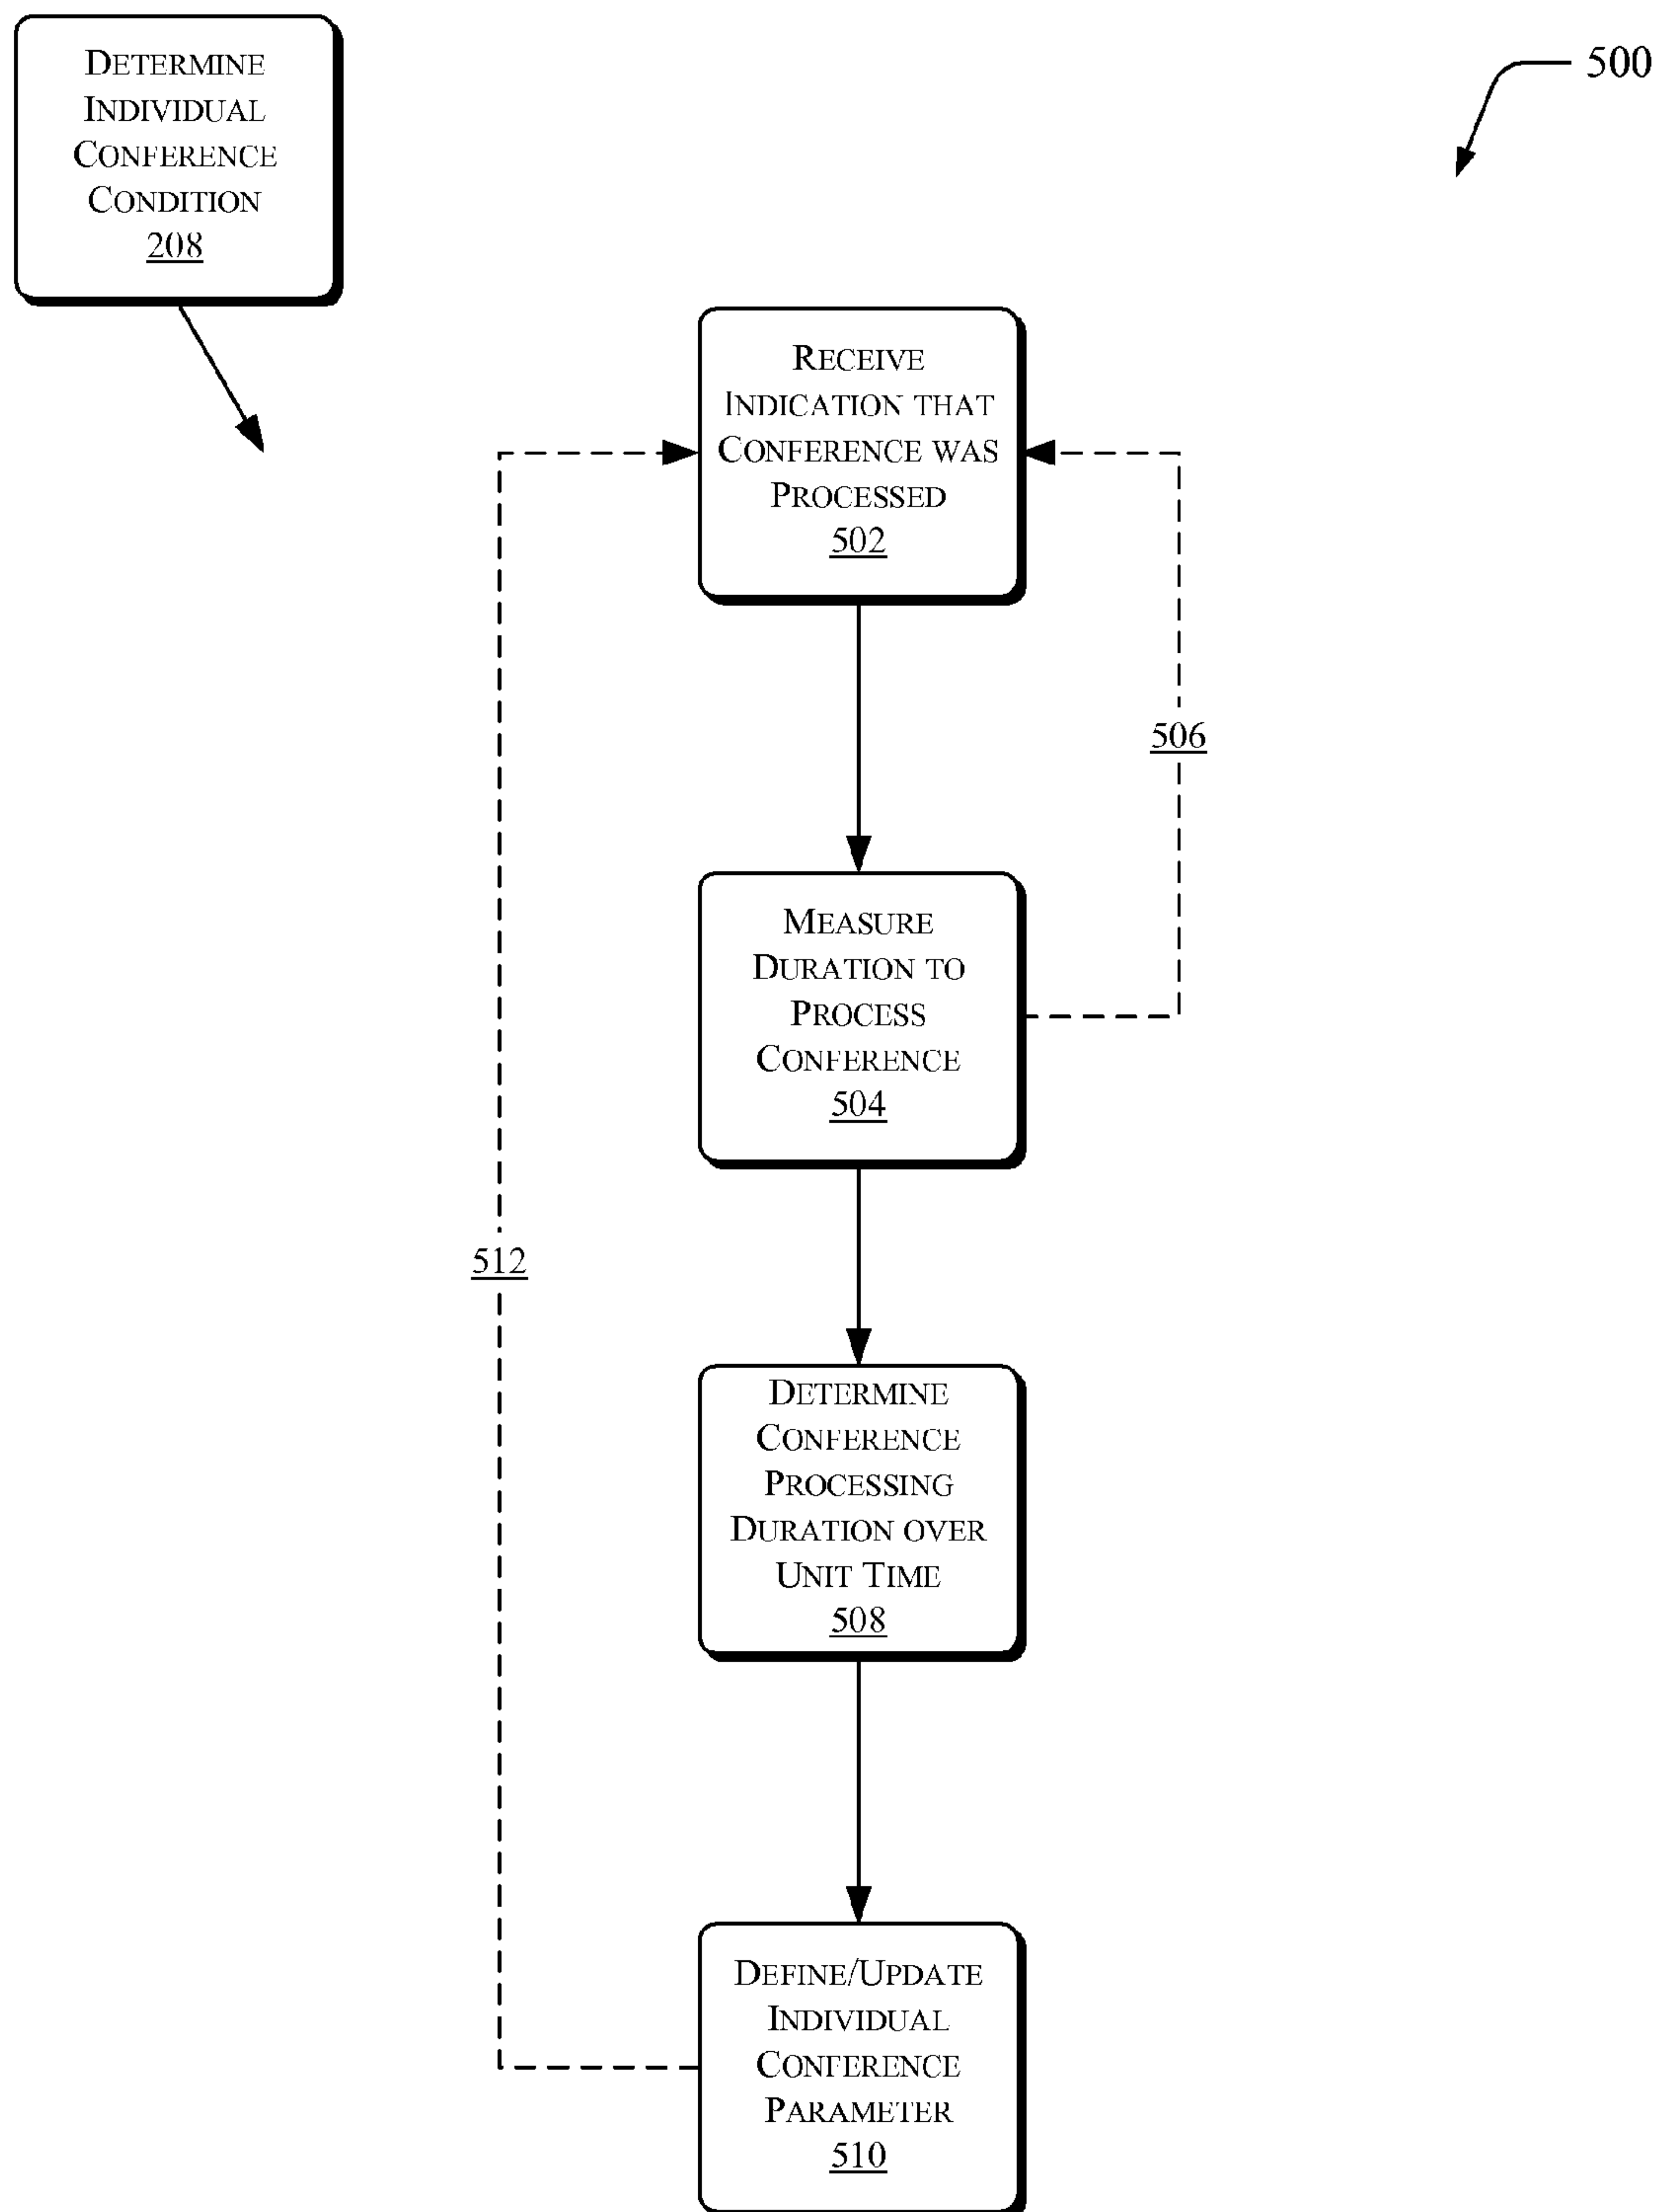 DETERMINE
INDIVIDUAL
CONFERENCE
CONDITION
208
500
RECEIVE
INDICATION THAT
CONFERENCE WAS
PROCESSED
502
506
MEASURE
DURATION TO
PROCESS
CONFERENCE
504
512
DETERMINE
CONFERENCE
PROCESSING
DURATION OVER
UNIT TIME
508
DEFINE/UPDATE
INDIVIDUAL
CONFERENCE
PARAMETER
510